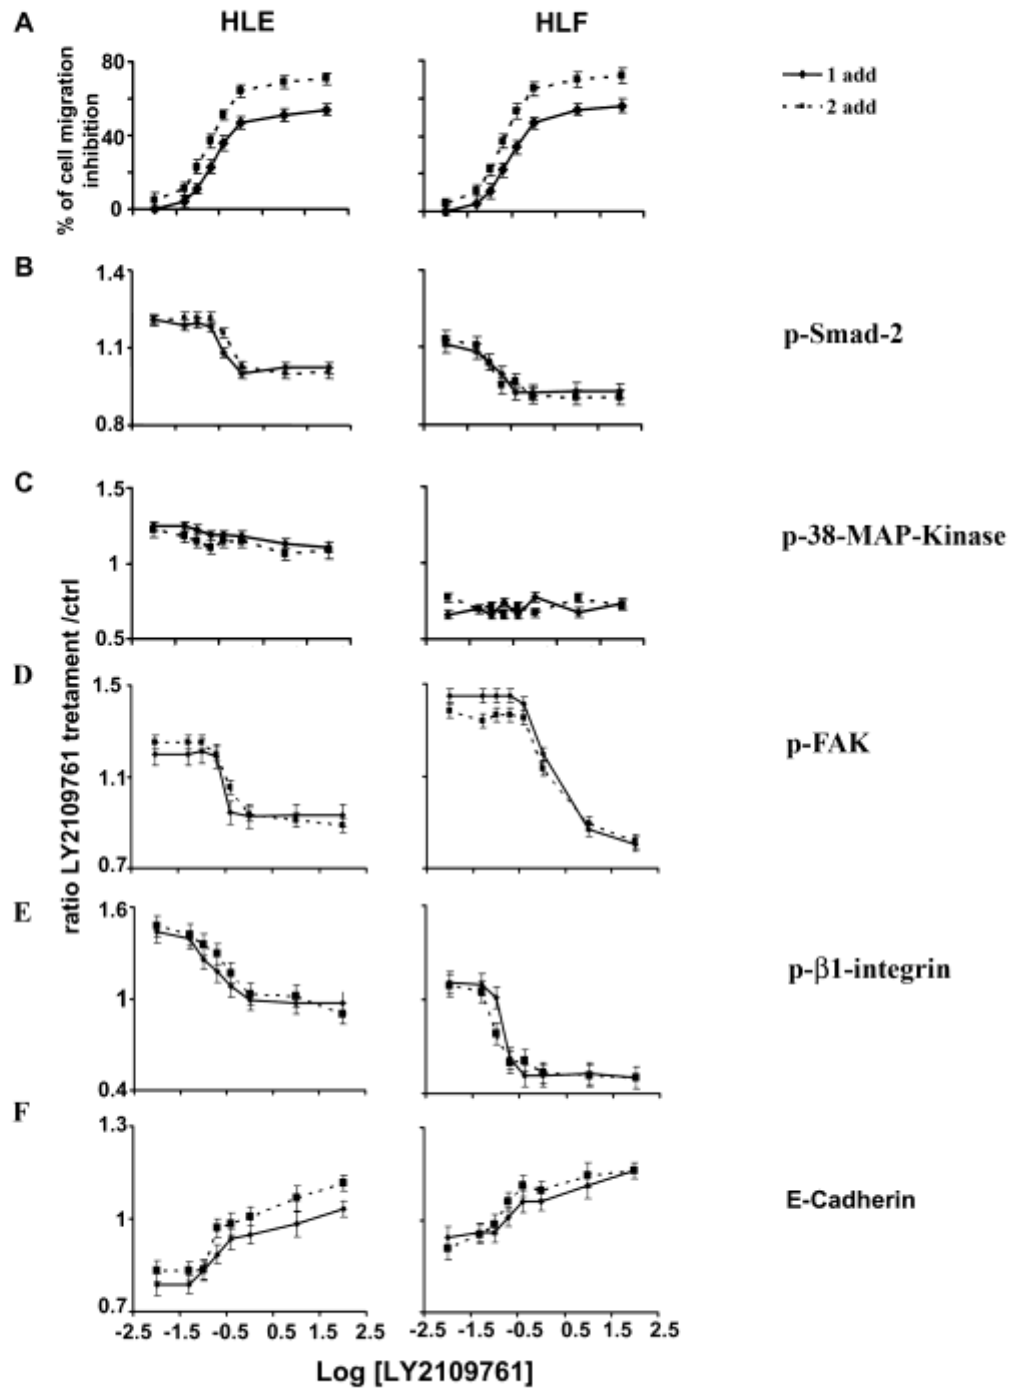 A
HLE
HLF
% of cell migration
inhibition
80
40
0
1 add
2 add
B
1.4
1.1
0.8
p-Smad-2
C
1.5
1
0.5
p-38-MAP-Kinase
ratio LY2109761 tretament /ctrl
D
1.5
1.1
0.7
p-FAK
E
1.6
1
0.4
p-β1-integrin
F
1.3
1
0.7
E-Cadherin
-2.5 -1.5 -0.5 0.5 1.5 2.5
-2.5 -1.5 -0.5 0.5 1.5 2.5
Log [LY2109761]